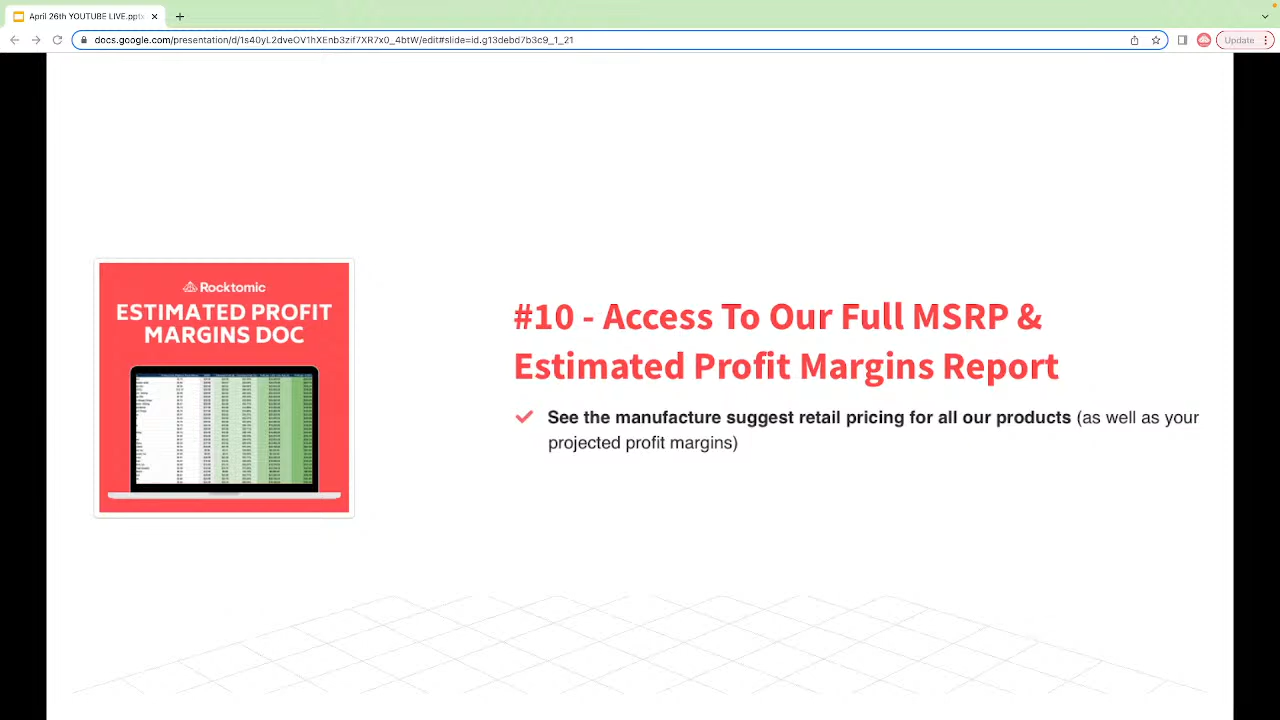 April 26th YOUTUBE LIVE.pptx
docs.google.com/presentation/d/1s40yL2dveOV1hXEnb3zif7XR7x0_4btW/edit#slide=id.g13debd7b3c9_1_21
Update
Rocktomic
ESTIMATED PROFIT
MARGINS DOC
#10 - Access To Our Full MSRP &
Estimated Profit Margins Report
See the manufacture suggest retail pricing for all our products (as well as your
projected profit margins)